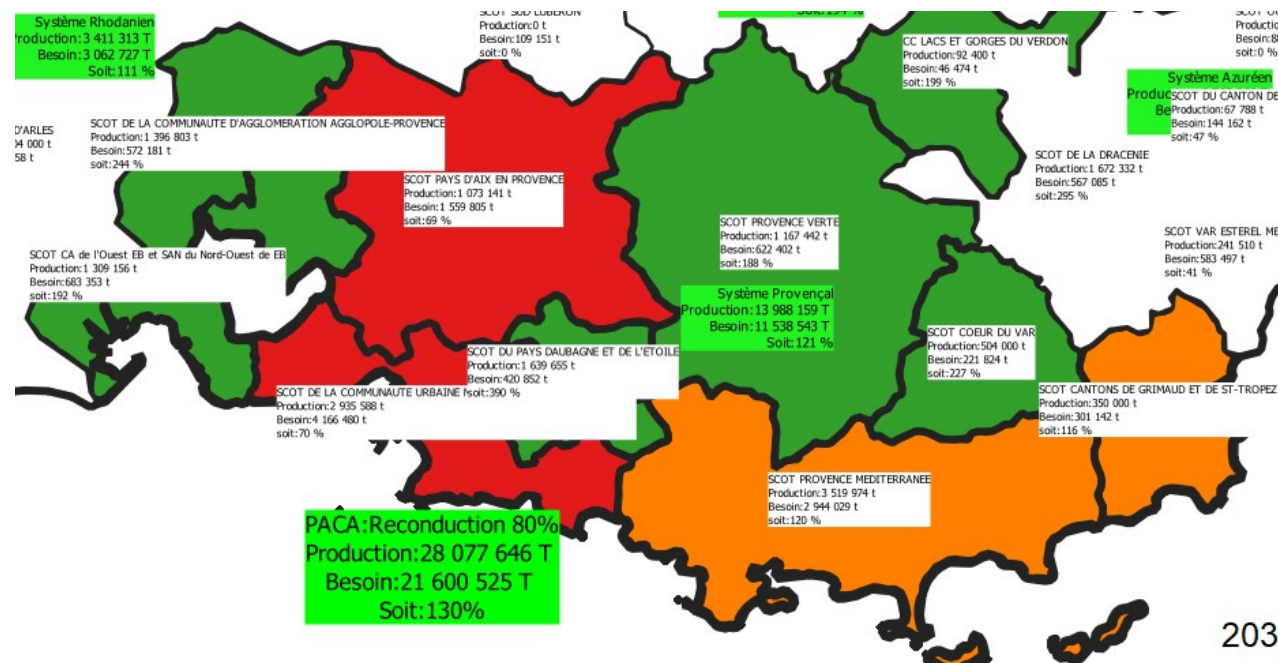 Système Rhodanien
Production:3 411 313 T
Besoin:3 062 727 T
Soit:111 %
SCOT SUD LUBERON
Production:0 t
Besoin:109 151 t
soit:0 %
CC LACS ET GORGES DU VERDON
Production:92 400 t
Besoin:46 474 t
soit:199 %
soit:0 %
Système Azuréen
SCOT DU CANTON DE
Production:67 788 t
Besoin:144 162 t
soit:47 %
D'ARLES
4 000 t
58 t
SCOT DE LA COMMUNAUTE D'AGGLOMERATION AGGLOPOLE-PROVENCE
Production:1 396 803 t
Besoin:572 181 t
soit:244 %
SCOT DE LA DRACENIE
Production:1 672 332 t
Besoin:567 085 t
soit:295 %
SCOT PAYS D'AIX EN PROVENCE
Production:1 073 141 t
Besoin:1 559 805 t
soit:69 %
SCOT PROVENCE VERTE
Production:1 167 442 t
Besoin:622 402 t
soit:188 %
SCOT VAR ESTEREL ME
Production:241 510 t
Besoin:583 497 t
soit:41 %
SCOT CA de l'Ouest EB et SAN du Nord-Ouest de EB
Production:1 309 156 t
Besoin:683 353 t
soit:192 %
Système Provençal
Production:13 988 159 T
Besoin:11 538 543 T
Soit:121 %
SCOT COEUR DU VAR
Production:504 000 t
Besoin:221 824 t
soit:227 %
SCOT DU PAYS DAUBAGNE ET DE L'ETOILE
Production:1 639 655 t
Besoin:420 852 t
soit:390 %
SCOT DE LA COMMUNAUTE URBAINE
Production:2 935 588 t
Besoin:4 166 480 t
soit:70 %
SCOT CANTONS DE GRIMAUD ET DE ST-TROPEZ
Production:350 000 t
Besoin:301 142 t
soit:116 %
SCOT PROVENCE MEDITERRANEE
Production:3 519 974 t
Besoin:2 944 029 t
soit:120 %
PACA:Reconduction 80%
Production:28 077 646 T
Besoin:21 600 525 T
Soit:130%
203